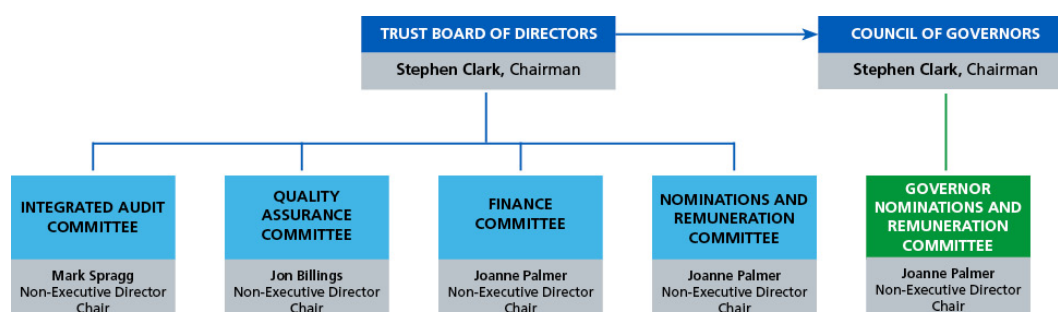 TRUST BOARD OF DIRECTORS
Stephen Clark, Chairman
COUNCIL OF GOVERNORS
Stephen Clark, Chairman
INTEGRATED AUDIT
COMMITTEE
Mark Spragg
Non-Executive Director
Chair
QUALITY
ASSURANCE
COMMITTEE
Jon Billings
Non-Executive Director
Chair
FINANCE
COMMITTEE
Joanne Palmer
Non-Executive Director
Chair
NOMINATIONS AND
REMUNERATION
COMMITTEE
Joanne Palmer
Non-Executive Director
Chair
GOVERNOR
NOMINATIONS AND
REMUNERATION
COMMITTEE
Joanne Palmer
Non-Executive Director
Chair